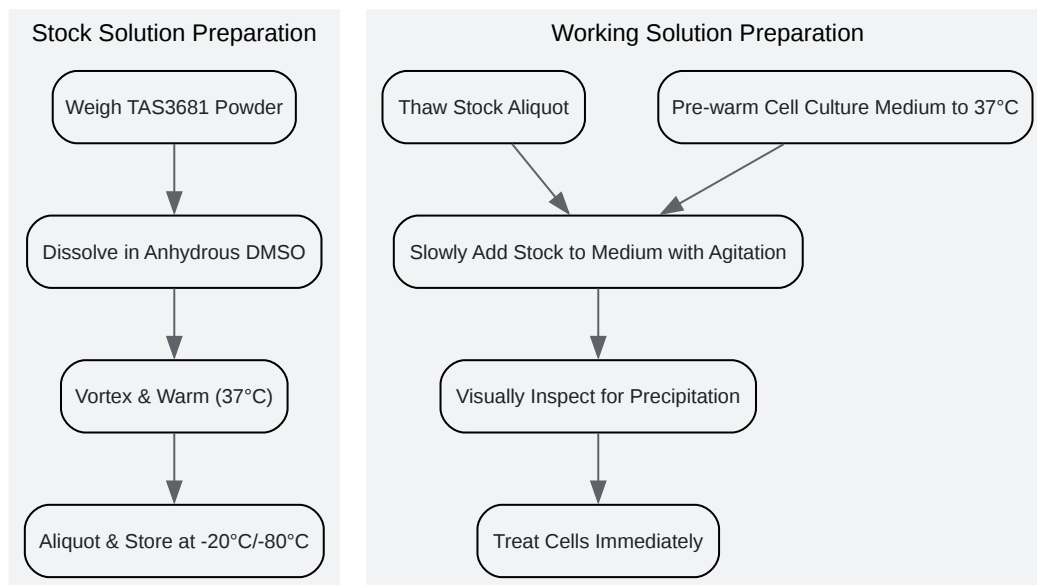 Stock Solution Preparation
Weigh TAS3681 Powder
Dissolve in Anhydrous DMSO
Vortex & Warm (37°C)
Aliquot & Store at -20°C/-80°C
Working Solution Preparation
Thaw Stock Aliquot
Pre-warm Cell Culture Medium to 37°C
Slowly Add Stock to Medium with Agitation
Visually Inspect for Precipitation
Treat Cells Immediately